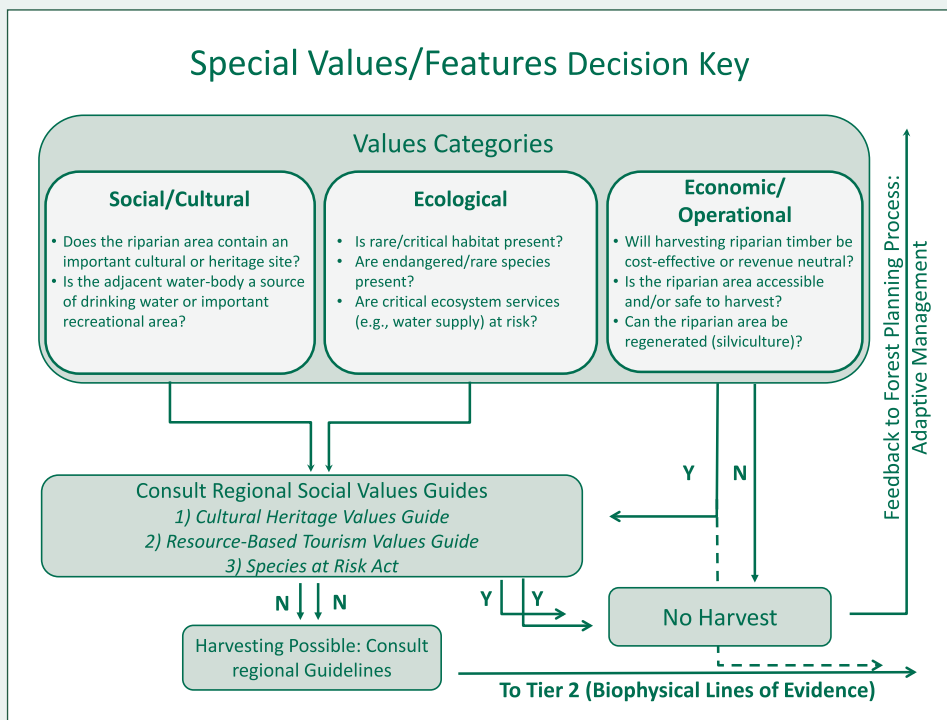 Special Values/Features Decision Key
Values Categories
Social/Cultural
• Does the riparian area contain an
important cultural or heritage site?
• Is the adjacent water-body a source
of drinking water or important
recreational area?
Ecological
• Is rare/critical habitat present?
• Are endangered/rare species
present?
• Are critical ecosystem services
(e.g., water supply) at risk?
Economic/
Operational
• Will harvesting riparian timber be
cost-effective or revenue neutral?
• Is the riparian area accessible
and/or safe to harvest?
• Can the riparian area be
regenerated (silviculture)?
Feedback to Forest Planning Process:
Adaptive Management
Y
N
Consult Regional Social Values Guides
1) Cultural Heritage Values Guide
2) Resource-Based Tourism Values Guide
3) Species at Risk Act
N
N
Y
Y
No Harvest
Harvesting Possible: Consult
regional Guidelines
To Tier 2 (Biophysical Lines of Evidence)